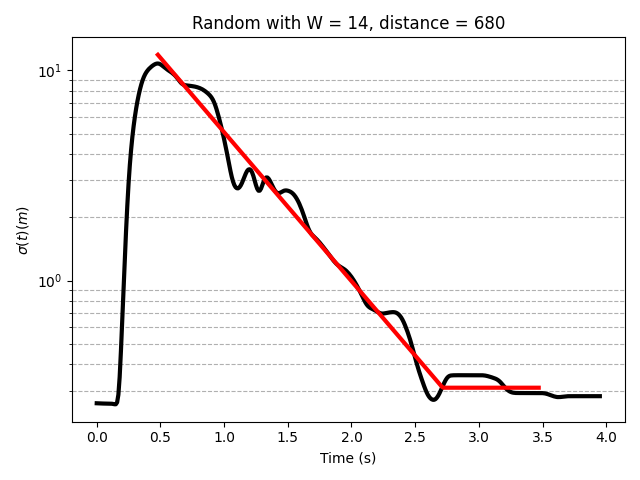 Random with W = 14, distance = 680
σ(t)(m)
10¹
10⁰
0.0 0.5 1.0 1.5 2.0 2.5 3.0 3.5 4.0
Time (s)